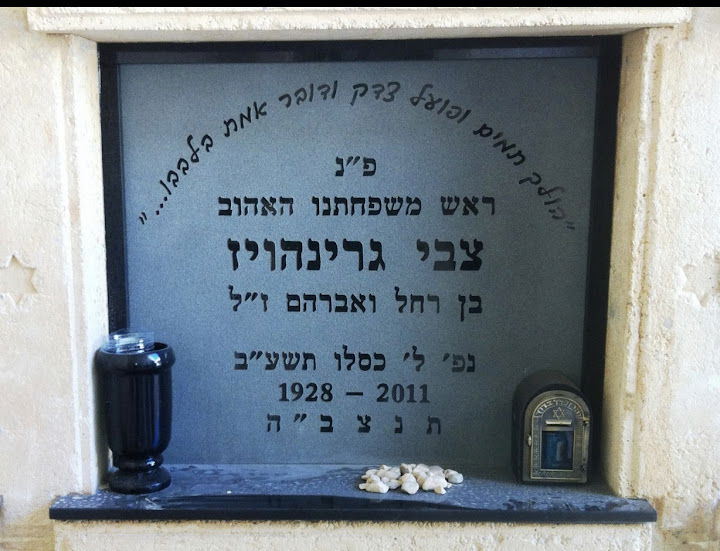 "הולך תמים ופועל צדק ודובר אמת בלבבו..."
פ"נ
ראש משפחתנו האהוב
צבי גרינהויז
בן רחל ואברהם ז"ל
נפ' ל' כסלו תשע"ב
1928 – 2011
ת נ צ ב " ה